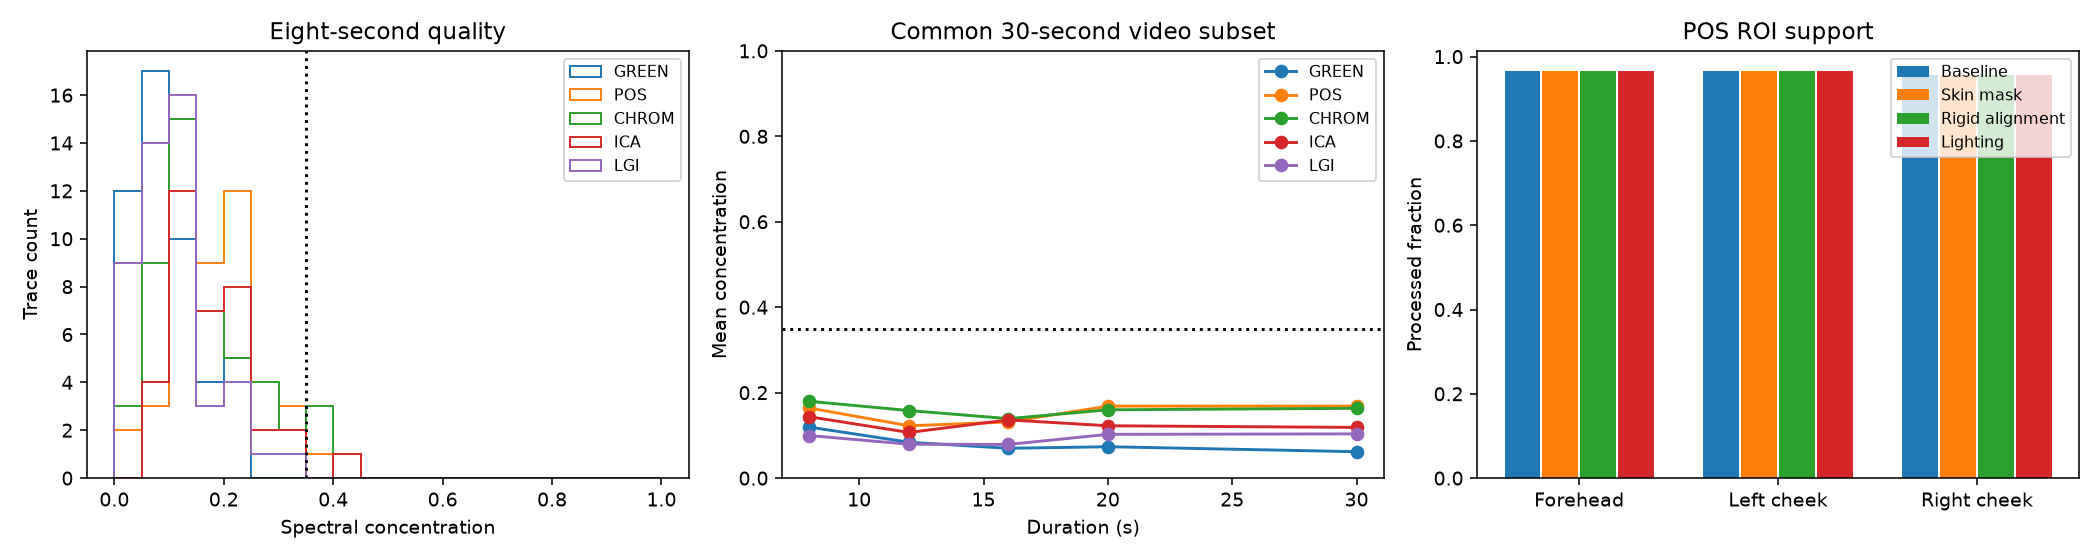 Eight-second quality
Trace count
16
14
12
10
8
6
4
2
0
0.0 0.2 0.4 0.6 0.8 1.0
Spectral concentration
GREEN
POS
CHROM
ICA
LGI
Common 30-second video subset
Mean concentration
1.0
0.8
0.6
0.4
0.2
0.0
10 15 20 25 30
Duration (s)
GREEN
POS
CHROM
ICA
LGI
POS ROI support
Processed fraction
1.0
0.8
0.6
0.4
0.2
0.0
Forehead Left cheek Right cheek
Baseline
Skin mask
Rigid alignment
Lighting